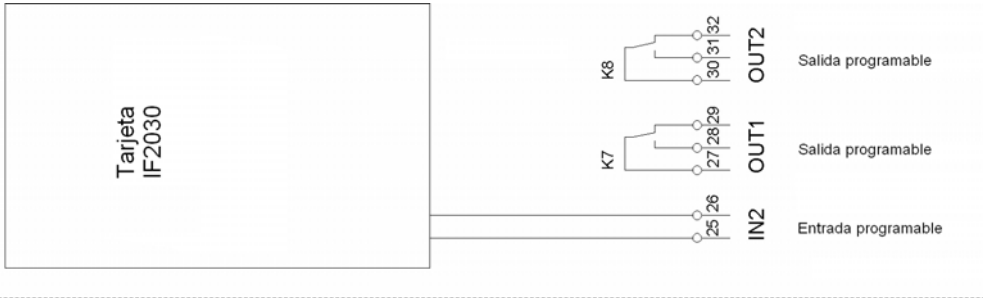 Tarjeta
IF2030
K8
32
31
30
OUT2
Salida programable
K7
29
28
27
OUT1
Salida programable
26
25
IN2
Entrada programable